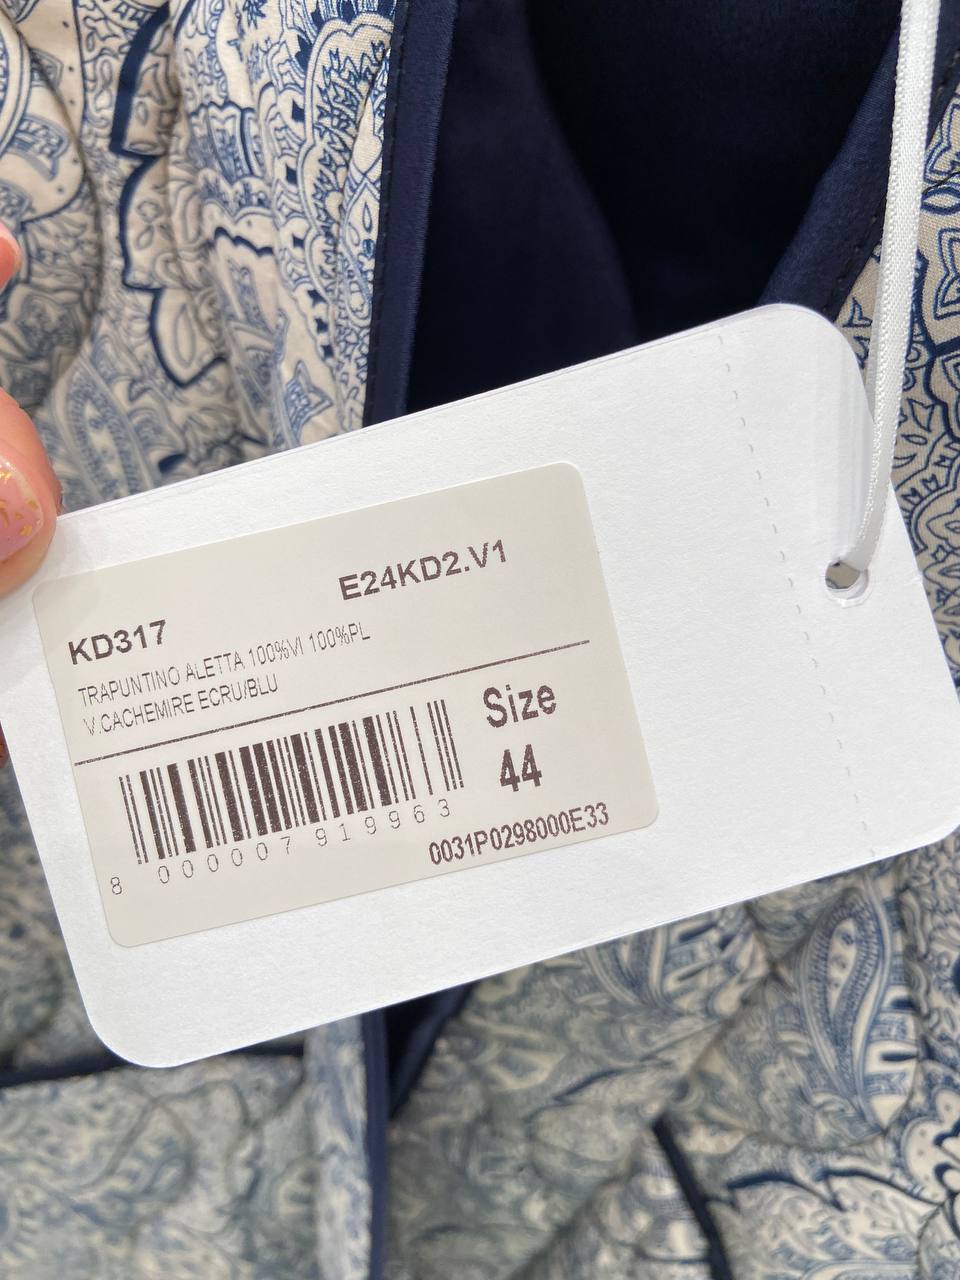 E24KD2.V1
KD317
TRAPUNTINO ALETTA 100%VI 100%PL
V.CACHEMIRE ECRU/BLU
Size
44
8 000007 919963
0031P0298000E33